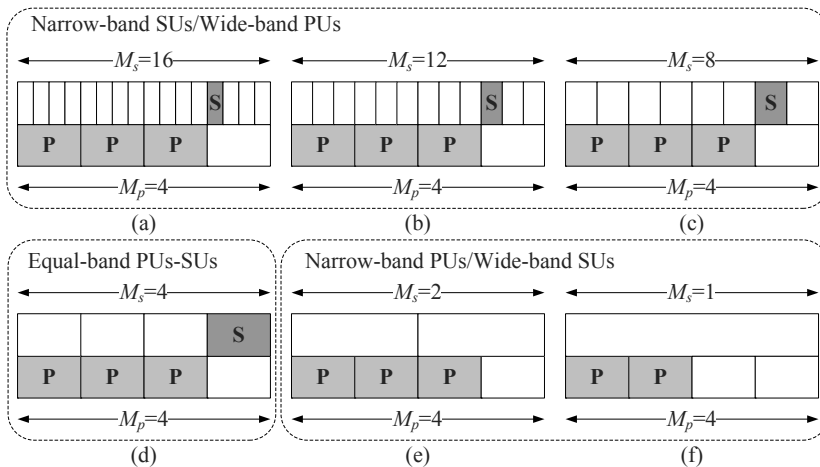 Narrow-band SUs/Wide-band PUs
Mₛ=16
Mₛ=12
Mₛ=8
S
S
S
P P P
P P P
P P P
Mₚ=4
Mₚ=4
Mₚ=4
(a)
(b)
(c)
Equal-band PUs-SUs
Narrow-band PUs/Wide-band SUs
Mₛ=4
Mₛ=2
Mₛ=1
S
P P P
P P P
P P
Mₚ=4
Mₚ=4
Mₚ=4
(d)
(e)
(f)